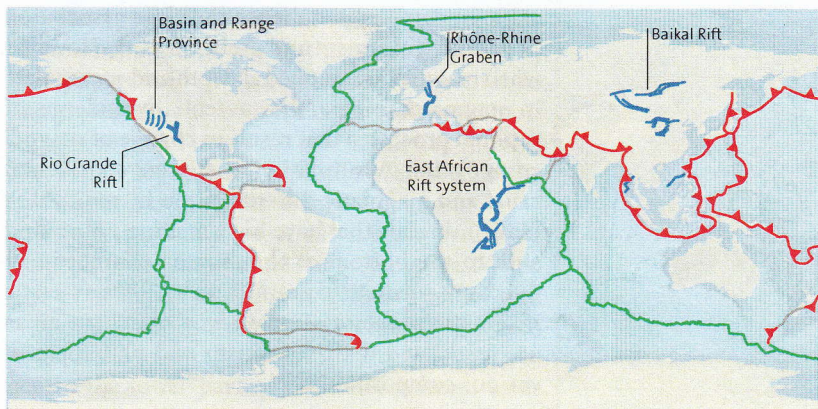 Basin and Range
Province
Rhône-Rhine
Graben
Baikal Rift
Rio Grande
Rift
East African
Rift system